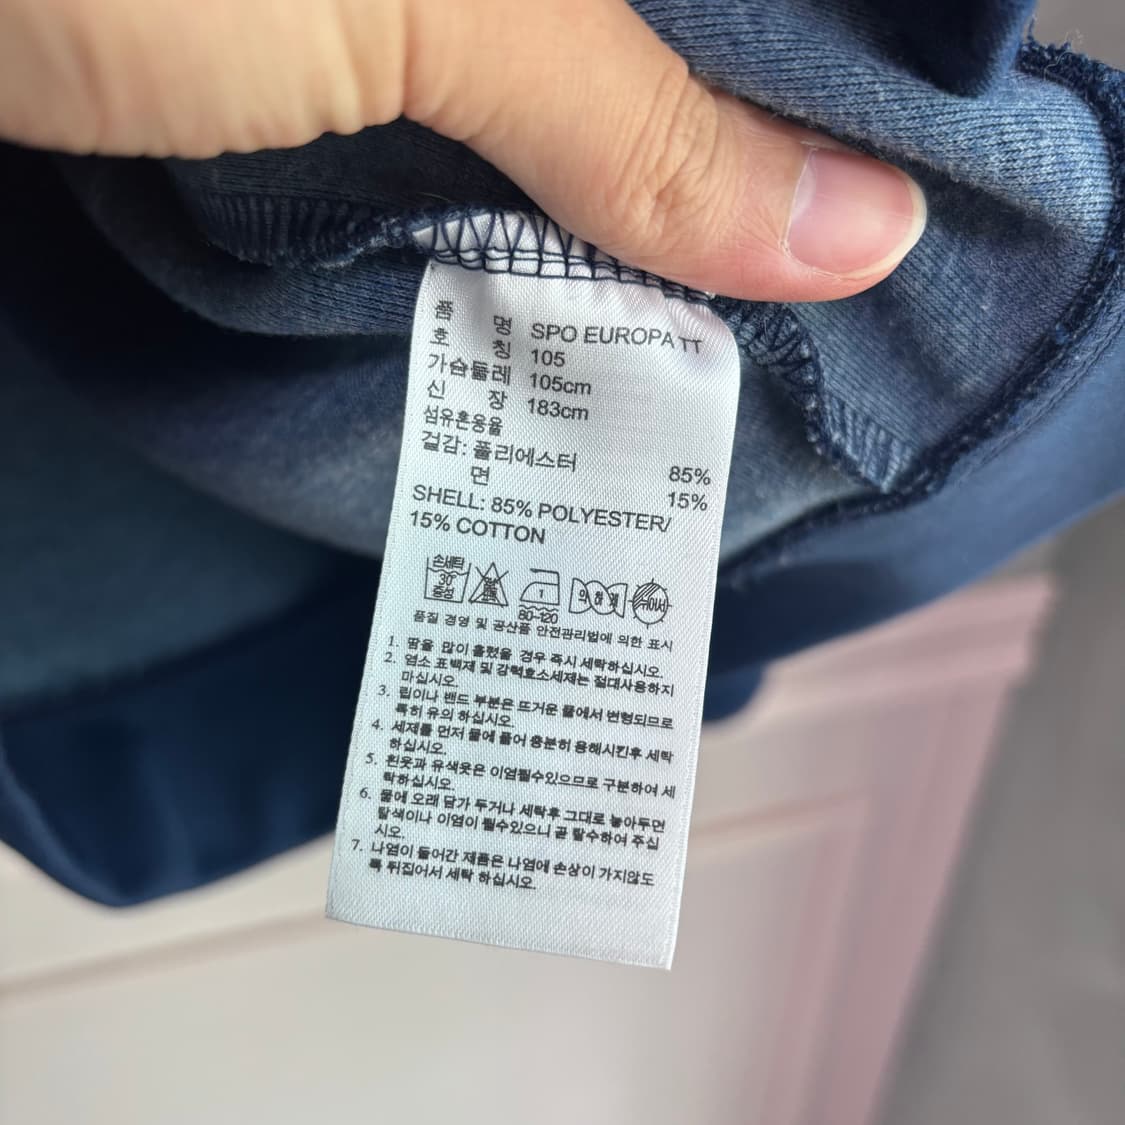 품 명 SPO EUROPA TT
호 칭 105
가슴둘레 105cm
신 장 183cm
섬유혼용율
겉감: 폴리에스터 85%
면 15%
SHELL: 85% POLYESTER/
15% COTTON
손세탁
30°
중성
1
80-120
품질 경영 및 공산품 안전관리법에 의한 표시
1. 땀을 많이 흘렸을 경우 즉시 세탁하십시오.
2. 염소 표백제 및 강력효소세제는 절대사용하지
마십시오.
3. 립이나 밴드 부분은 뜨거운 물에서 변형되므로
특히 유의 하십시오.
4. 세제를 먼저 물에 풀어 충분히 용해시킨후 세탁
하십시오.
5. 흰옷과 유색옷은 이염될수있으므로 구분하여 세
탁하십시오.
6. 물에 오래 담가 두거나 세탁후 그대로 놓아두면
탈색이나 이염이 될수있으니 곧 탈수하여 주십
시오.
7. 나염이 들어간 제품은 나염에 손상이 가지않도
록 뒤집어서 세탁 하십시오.